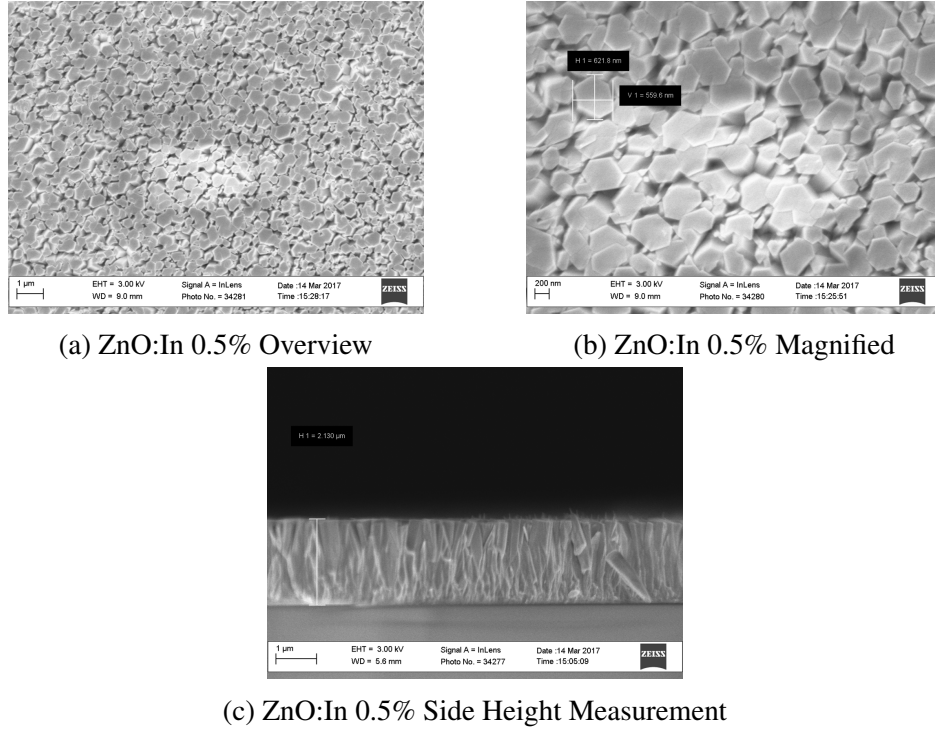 H 1 = 621.8 nm
V 1 = 559.6 nm
1 µm
EHT = 3.00 kV
Signal A = InLens
Date :14 Mar 2017
WD = 9.0 mm
Photo No. = 34281
Time :15:28:17
ZEISS
200 nm
EHT = 3.00 kV
Signal A = InLens
Date :14 Mar 2017
WD = 9.0 mm
Photo No. = 34280
Time :15:25:51
ZEISS
(a) ZnO:In 0.5% Overview
(b) ZnO:In 0.5% Magnified
H 1 = 2.130 µm
1 µm
EHT = 3.00 kV
Signal A = InLens
Date :14 Mar 2017
WD = 5.6 mm
Photo No. = 34277
Time :15:05:09
ZEISS
(c) ZnO:In 0.5% Side Height Measurement